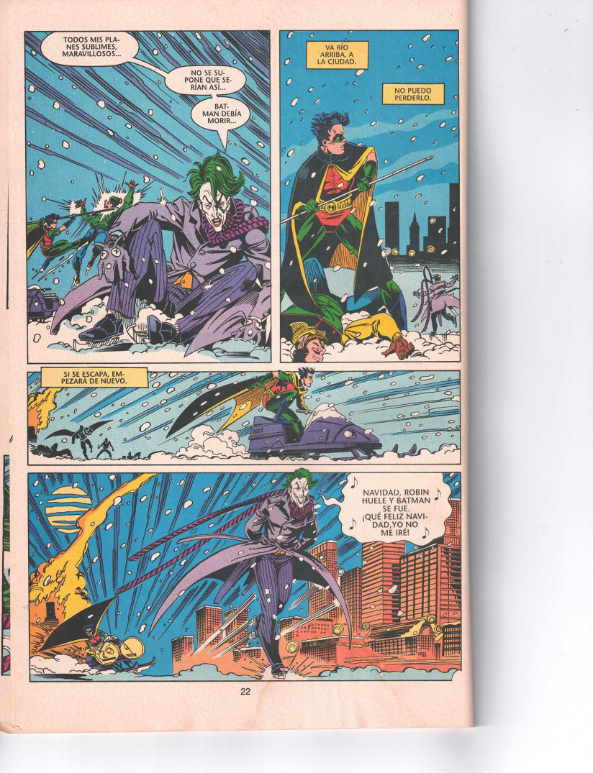 TODOS MIS PLA-
NES SUBLIMES,
MARAVILLOSOS...
NO SE SU-
PONE QUE SE-
RÍAN ASÍ...
BAT-
MAN DEBÍA
MORIR...
VA RÍO
ARRIBA, A
LA CIUDAD.
NO PUEDO
PERDERLO.
SI SE ESCAPA, EM-
PEZARÁ DE NUEVO.
NAVIDAD, ROBIN
HUELE Y BATMAN
SE FUE.
¡QUÉ FELIZ NAVI-
DAD,YO NO
ME IRÉ!
22